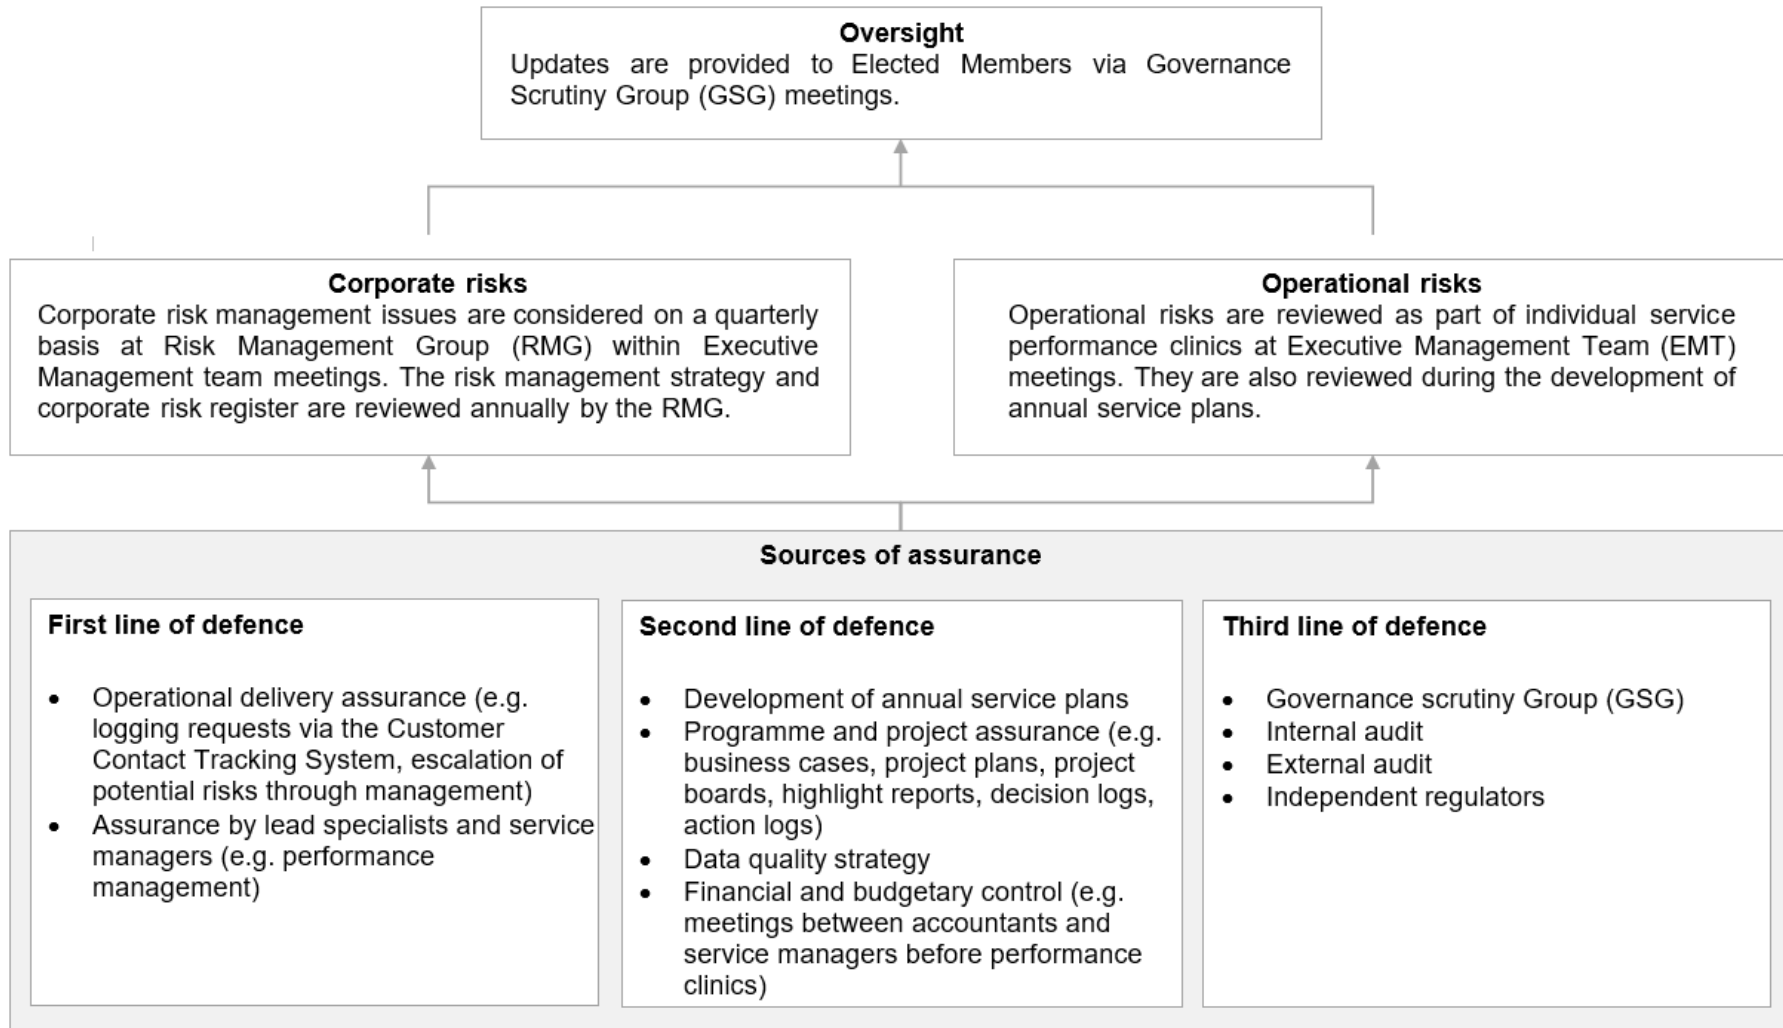 Oversight
Updates are provided to Elected Members via Governance
Scrutiny Group (GSG) meetings.
Corporate risks
Corporate risk management issues are considered on a quarterly
basis at Risk Management Group (RMG) within Executive
Management team meetings. The risk management strategy and
corporate risk register are reviewed annually by the RMG.
Operational risks
Operational risks are reviewed as part of individual service
performance clinics at Executive Management Team (EMT)
meetings. They are also reviewed during the development of
annual service plans.
Sources of assurance
First line of defence
• Operational delivery assurance (e.g.
logging requests via the Customer
Contact Tracking System, escalation of
potential risks through management)
• Assurance by lead specialists and service
managers (e.g. performance
management)
Second line of defence
• Development of annual service plans
• Programme and project assurance (e.g.
business cases, project plans, project
boards, highlight reports, decision logs,
action logs)
• Data quality strategy
• Financial and budgetary control (e.g.
meetings between accountants and
service managers before performance
clinics)
Third line of defence
• Governance scrutiny Group (GSG)
• Internal audit
• External audit
• Independent regulators